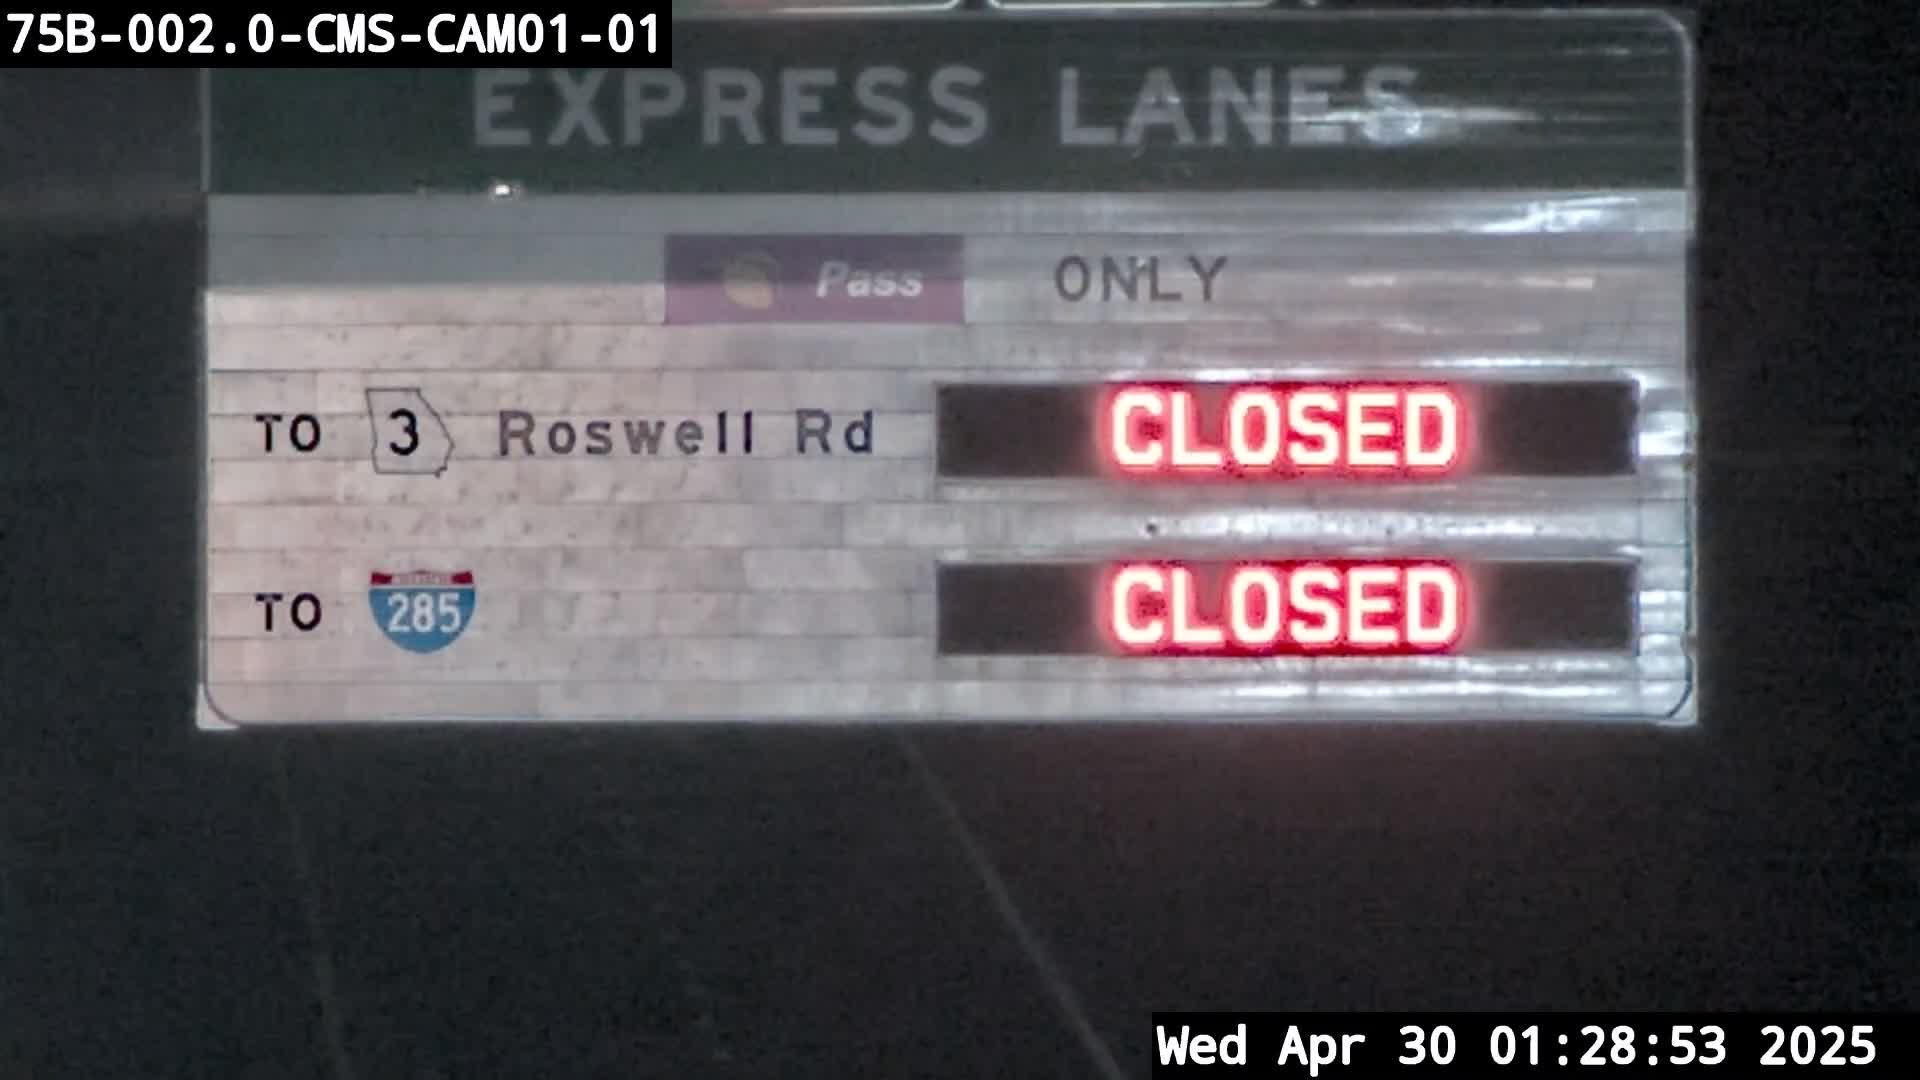 75B-002.0-CMS-CAM01-01
EXPRESS LANES
Pass ONLY
TO 3 Roswell Rd CLOSED
TO 285 CLOSED
Wed Apr 30 01:28:53 2025